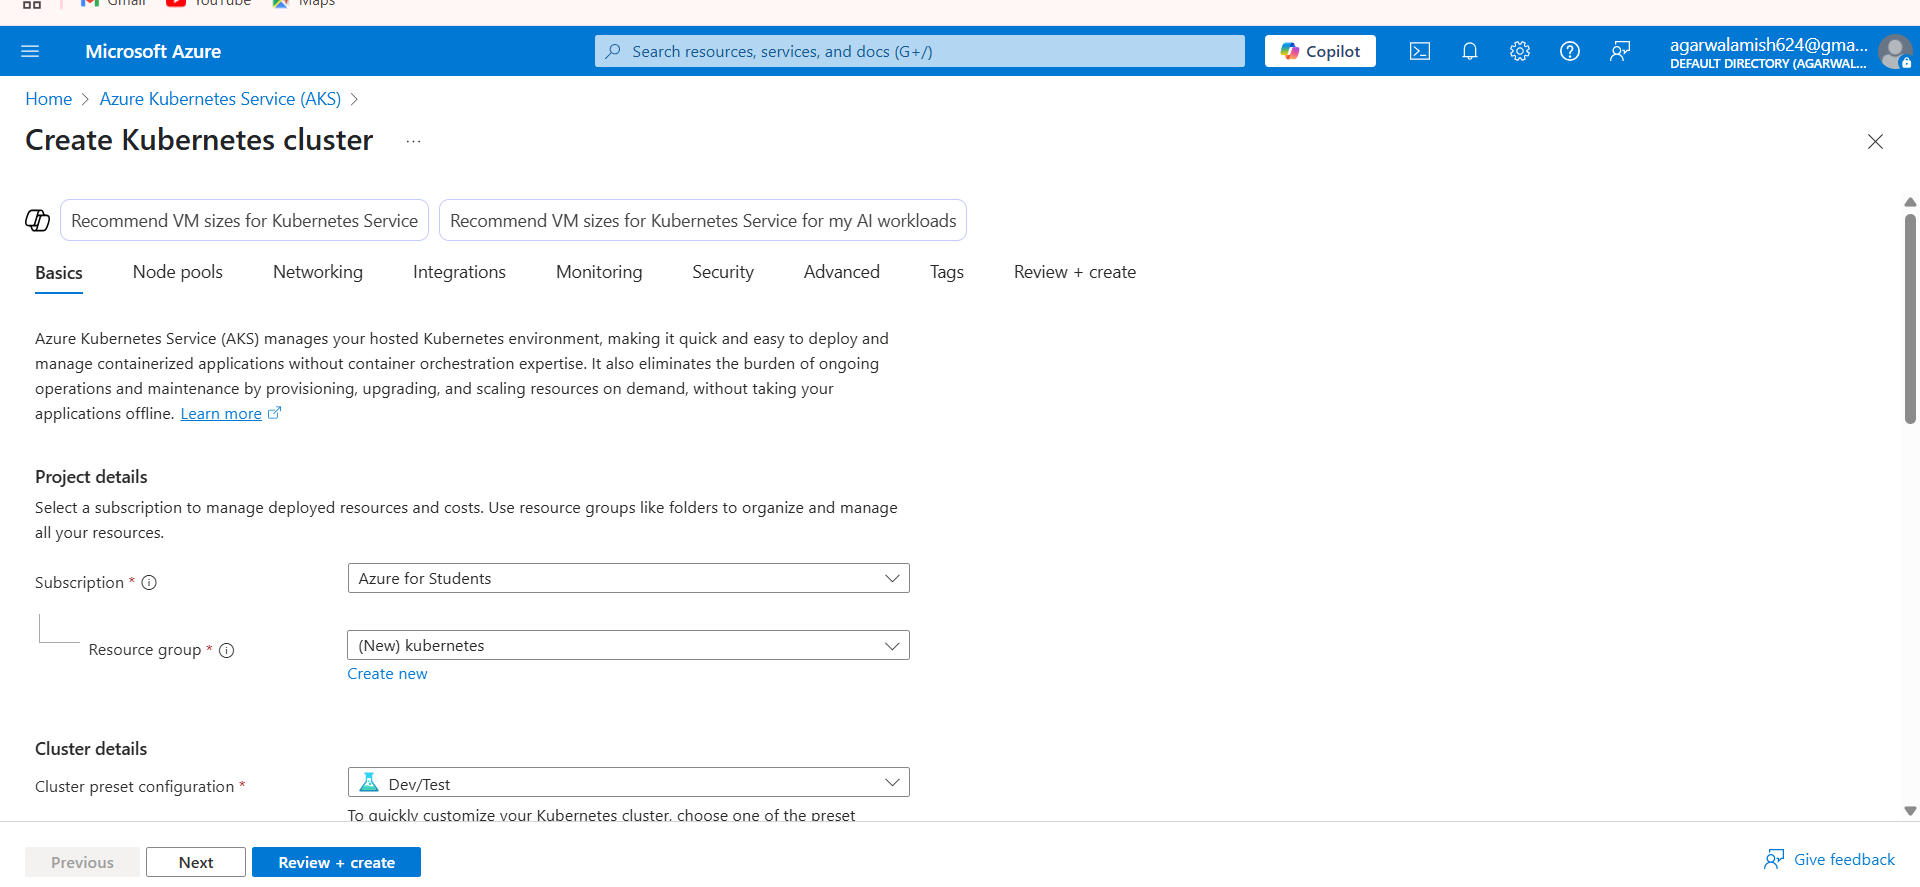 Gmail YouTube Maps
Microsoft Azure
Search resources, services, and docs (G+/)
Copilot
agarwalamish624@gma...
DEFAULT DIRECTORY (AGARWAL...
Home > Azure Kubernetes Service (AKS) >
Create Kubernetes cluster ...
Recommend VM sizes for Kubernetes Service
Recommend VM sizes for Kubernetes Service for my AI workloads
Basics Node pools Networking Integrations Monitoring Security Advanced Tags Review + create
Azure Kubernetes Service (AKS) manages your hosted Kubernetes environment, making it quick and easy to deploy and
manage containerized applications without container orchestration expertise. It also eliminates the burden of ongoing
operations and maintenance by provisioning, upgrading, and scaling resources on demand, without taking your
applications offline. Learn more
Project details
Select a subscription to manage deployed resources and costs. Use resource groups like folders to organize and manage
all your resources.
Subscription *
Azure for Students
Resource group *
(New) kubernetes
Create new
Cluster details
Cluster preset configuration *
Dev/Test
To quickly customize your Kubernetes cluster, choose one of the preset
Previous
Next
Review + create
Give feedback